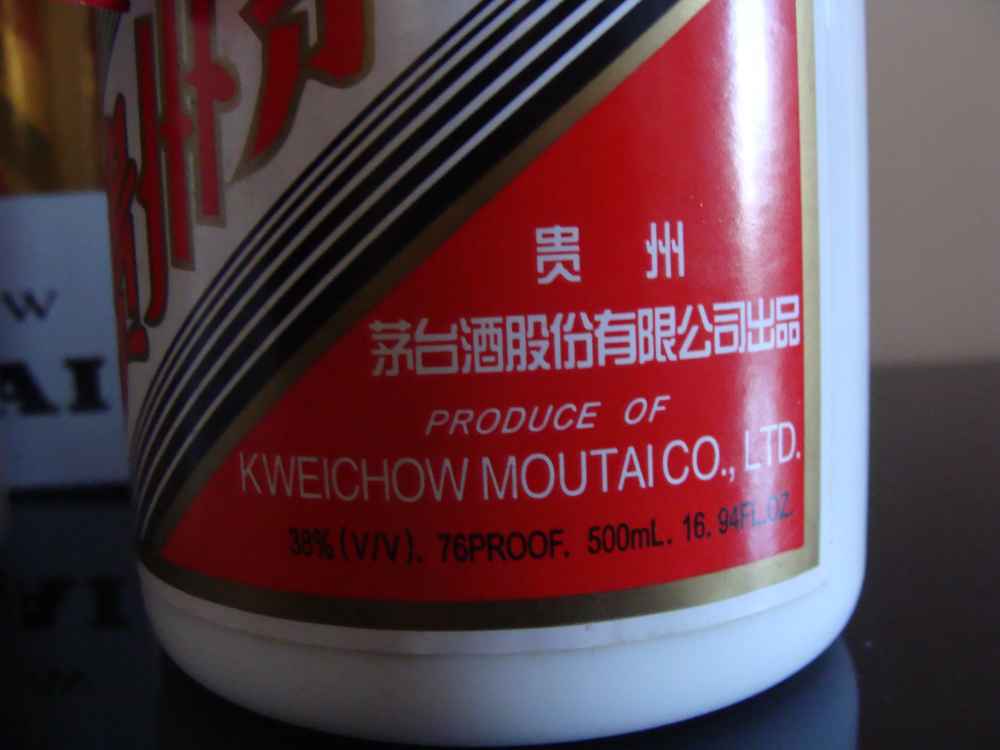 贵 州
茅台酒股份有限公司出品
PRODUCE OF
KWEICHOW MOUTAI CO., LTD.
38% (V/V). 76PROOF. 500mL. 16.94FL.OZ.
W
AI